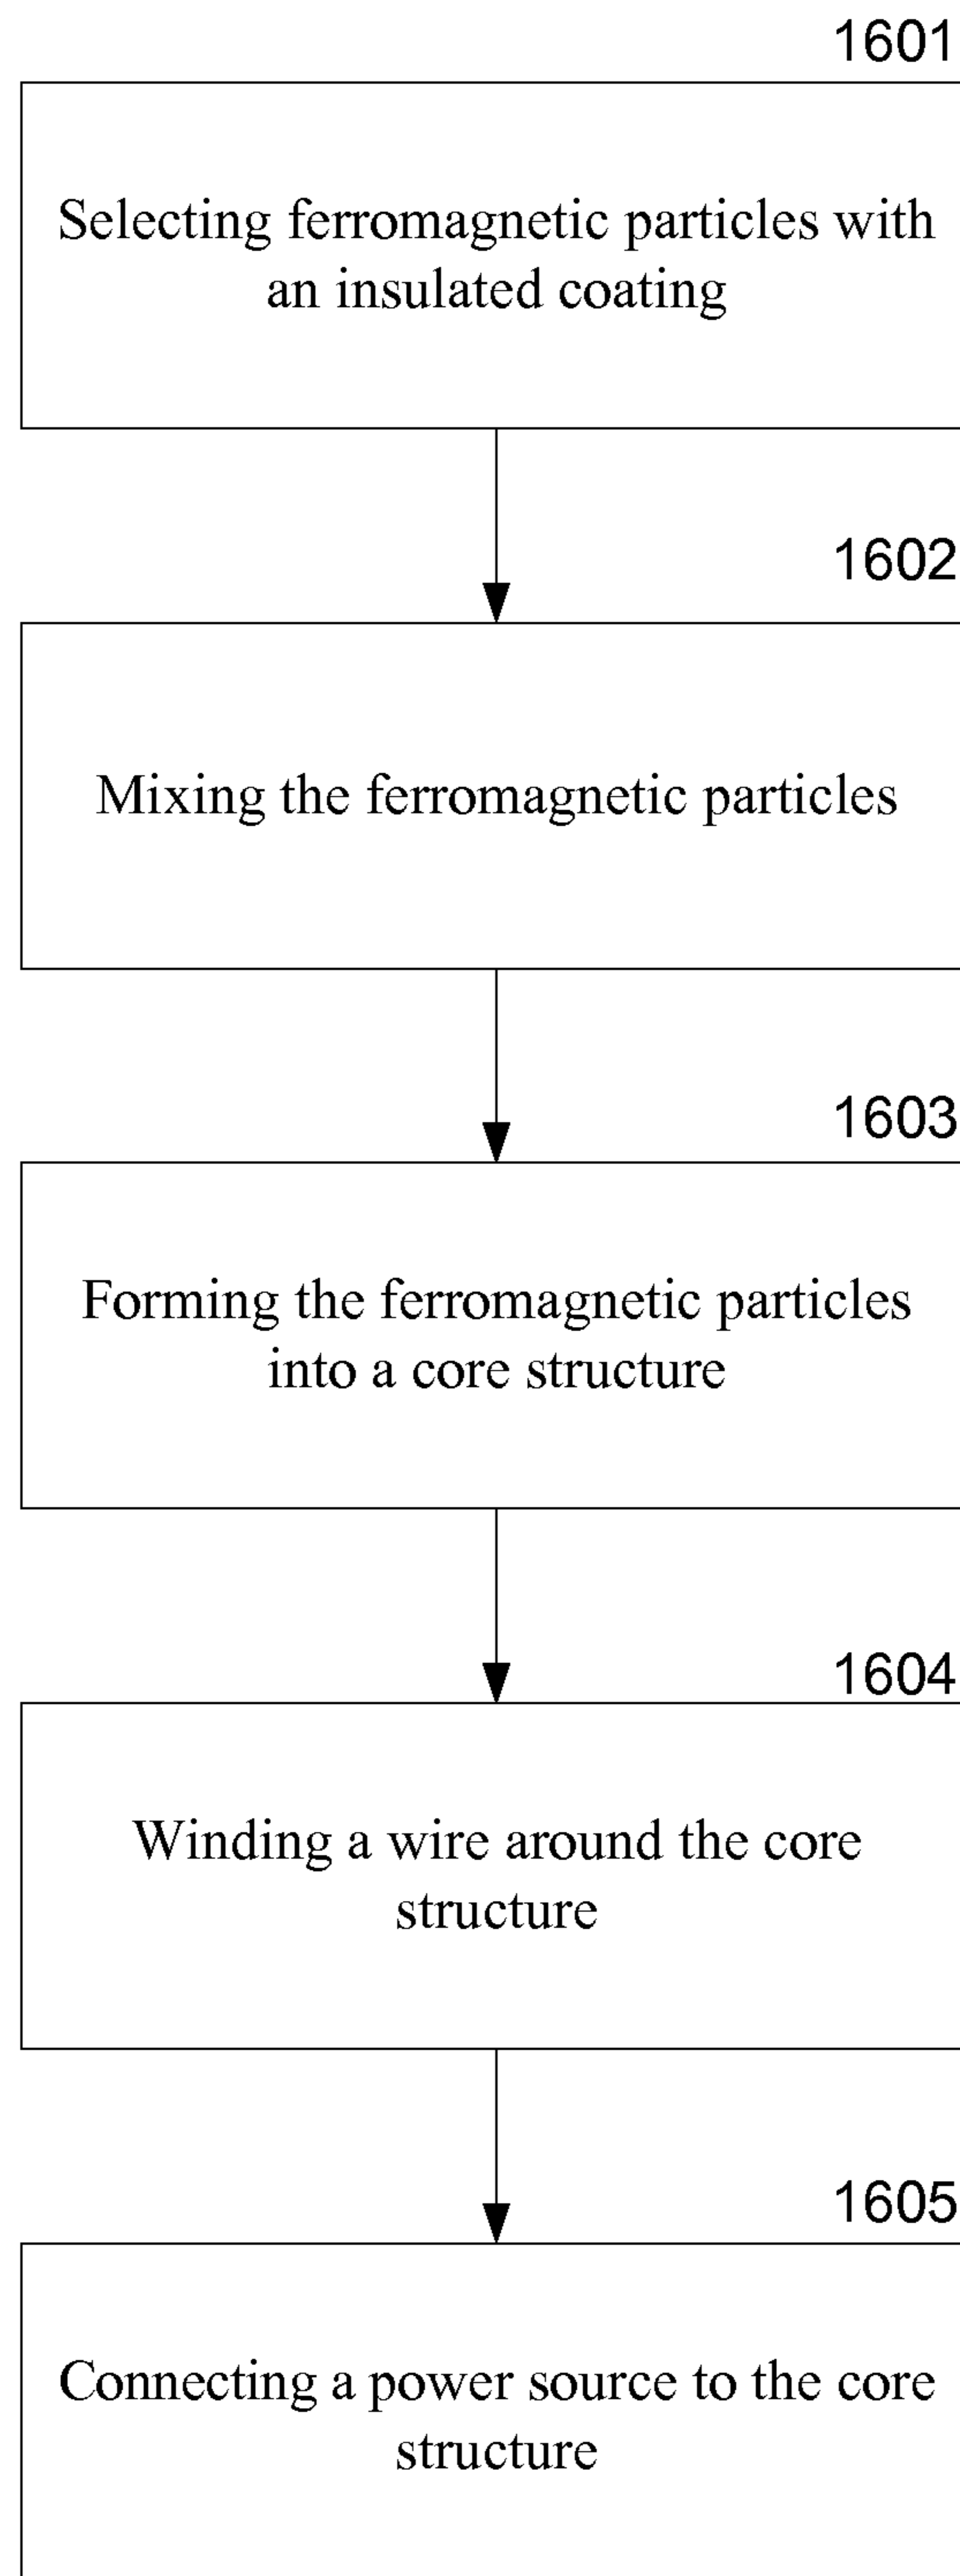 1601
Selecting ferromagnetic particles with
an insulated coating
1602
Mixing the ferromagnetic particles
1603
Forming the ferromagnetic particles
into a core structure
1604
Winding a wire around the core
structure
1605
Connecting a power source to the core
structure